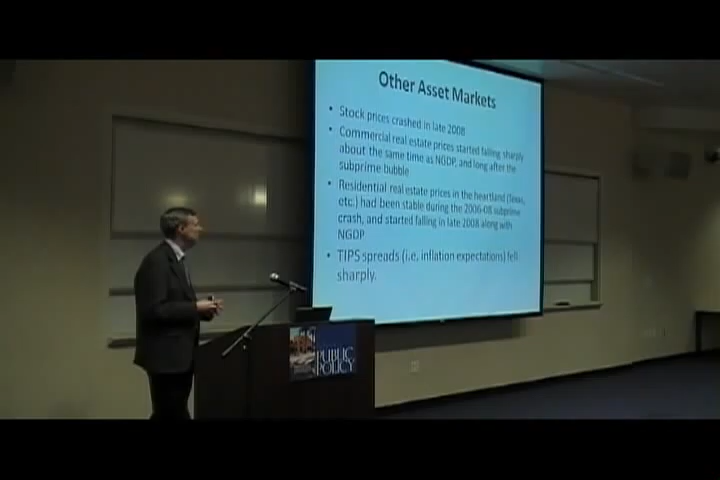 Other Asset Markets
• Stock prices crashed in late 2008
• Commercial real estate prices started falling sharply
about the same time as NGDP, and long after the
subprime bubble
• Residential real estate prices in the heartland (Texas,
etc.) had been stable during the 2006-08 subprime
crash, and started falling in late 2008 along with
NGDP
• TIPS spreads (i.e. inflation expectations) fell
sharply.
PUBLIC
POLICY